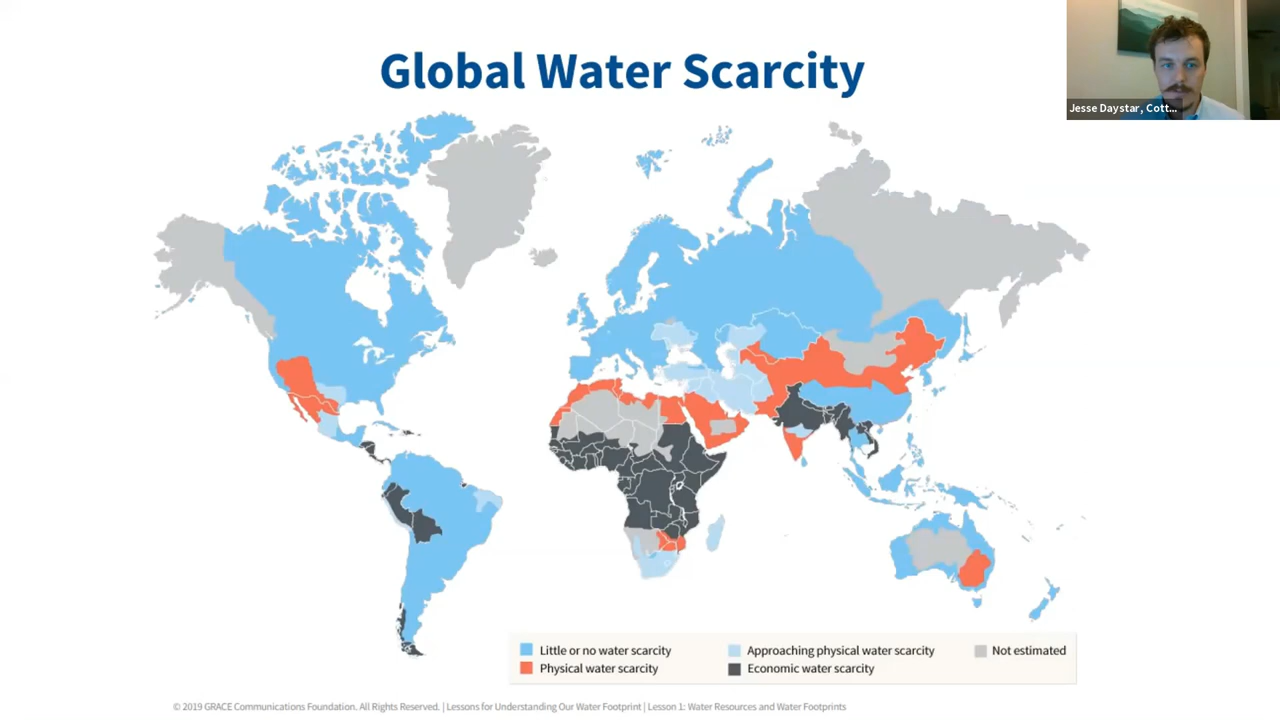 Global Water Scarcity
Jesse Daystar, Cott...
Little or no water scarcity
Approaching physical water scarcity
Not estimated
Physical water scarcity
Economic water scarcity
© 2019 GRACE Communications Foundation. All Rights Reserved. | Lessons for Understanding Our Water Footprint | Lesson 1: Water Resources and Water Footprints